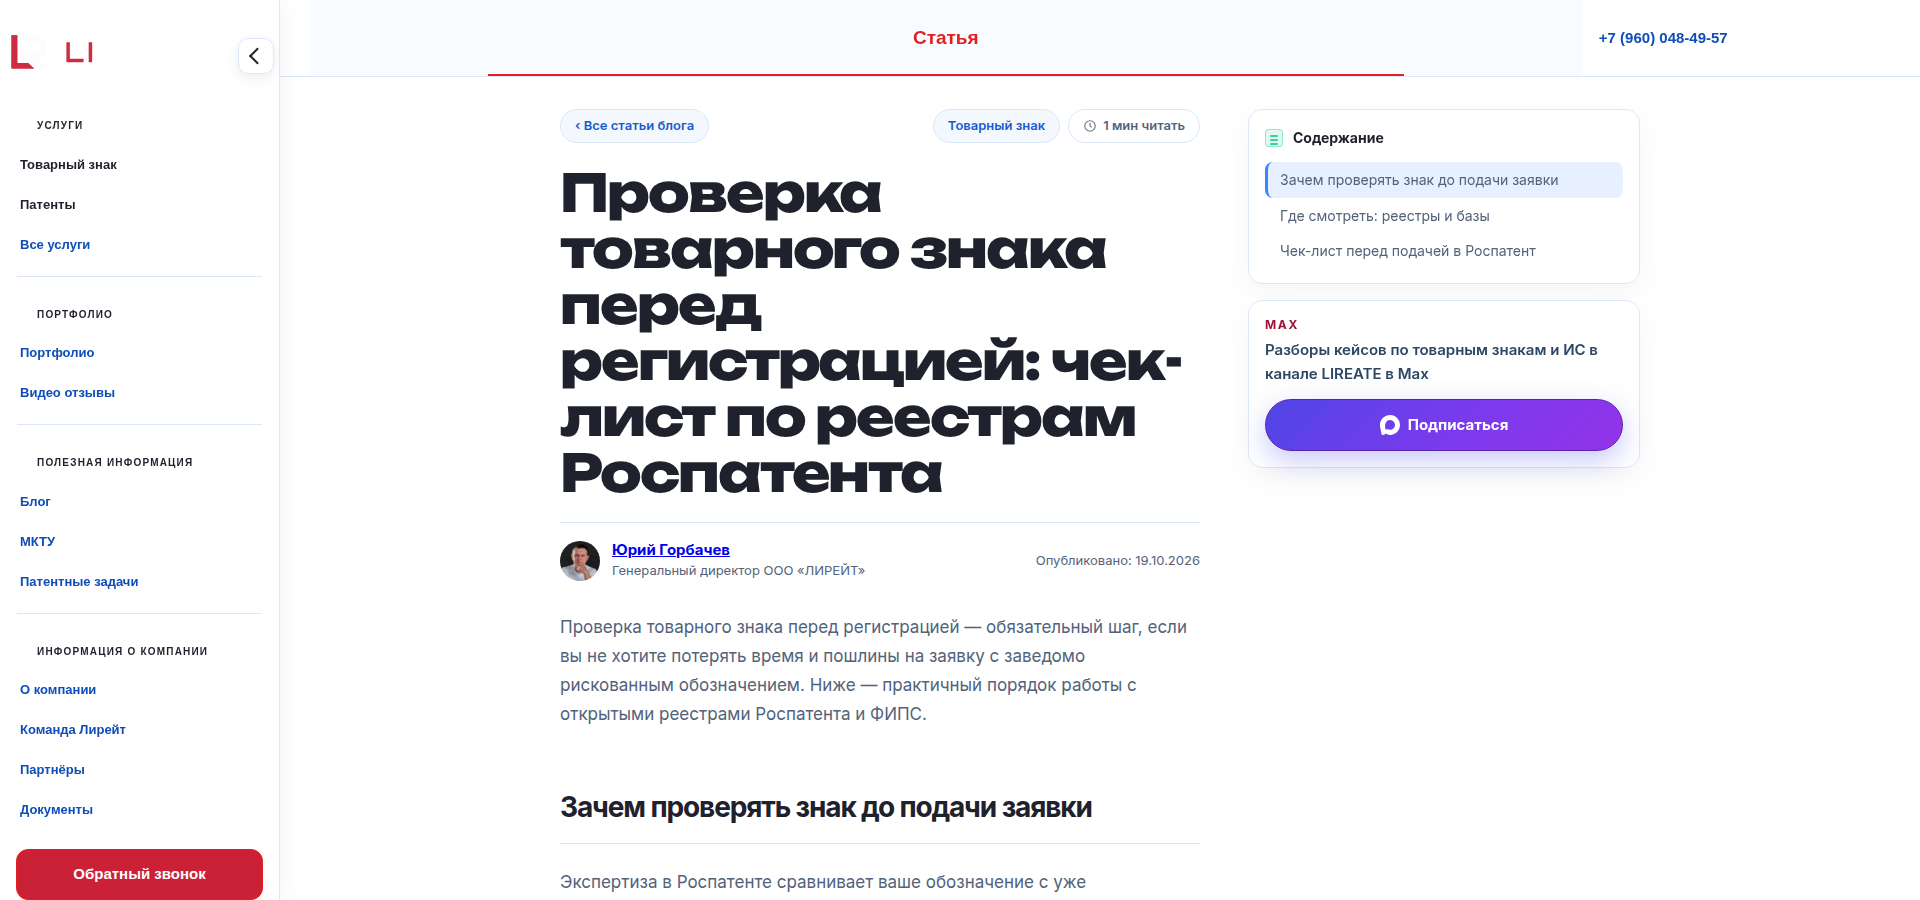 LI
УСЛУГИ
Товарный знак
Патенты
Все услуги
ПОРТФОЛИО
Портфолио
Видео отзывы
ПОЛЕЗНАЯ ИНФОРМАЦИЯ
Блог
МКТУ
Патентные задачи
ИНФОРМАЦИЯ О КОМПАНИИ
О компании
Команда Лирейт
Партнёры
Документы
Обратный звонок
Статья
+7 (960) 048-49-57
‹ Все статьи блога
Товарный знак
1 мин читать
Проверка
товарного знака
перед
регистрацией: чек-
лист по реестрам
Роспатента
Юрий Горбачев
Генеральный директор ООО «ЛИРЕЙТ»
Опубликовано: 19.10.2026
Проверка товарного знака перед регистрацией — обязательный шаг, если
вы не хотите потерять время и пошлины на заявку с заведомо
рискованным обозначением. Ниже — практичный порядок работы с
открытыми реестрами Роспатента и ФИПС.
Зачем проверять знак до подачи заявки
Экспертиза в Роспатенте сравнивает ваше обозначение с уже
Содержание
Зачем проверять знак до подачи заявки
Где смотреть: реестры и базы
Чек-лист перед подачей в Роспатент
MAX
Разборы кейсов по товарным знакам и ИС в
канале LIREATE в Max
Подписаться